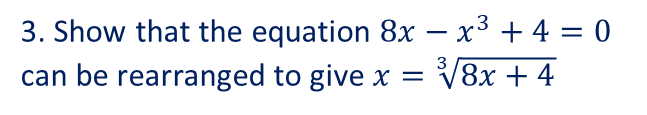 3. Show that the equation 8x − x³ + 4 = 0
can be rearranged to give x = ∛(8x + 4)